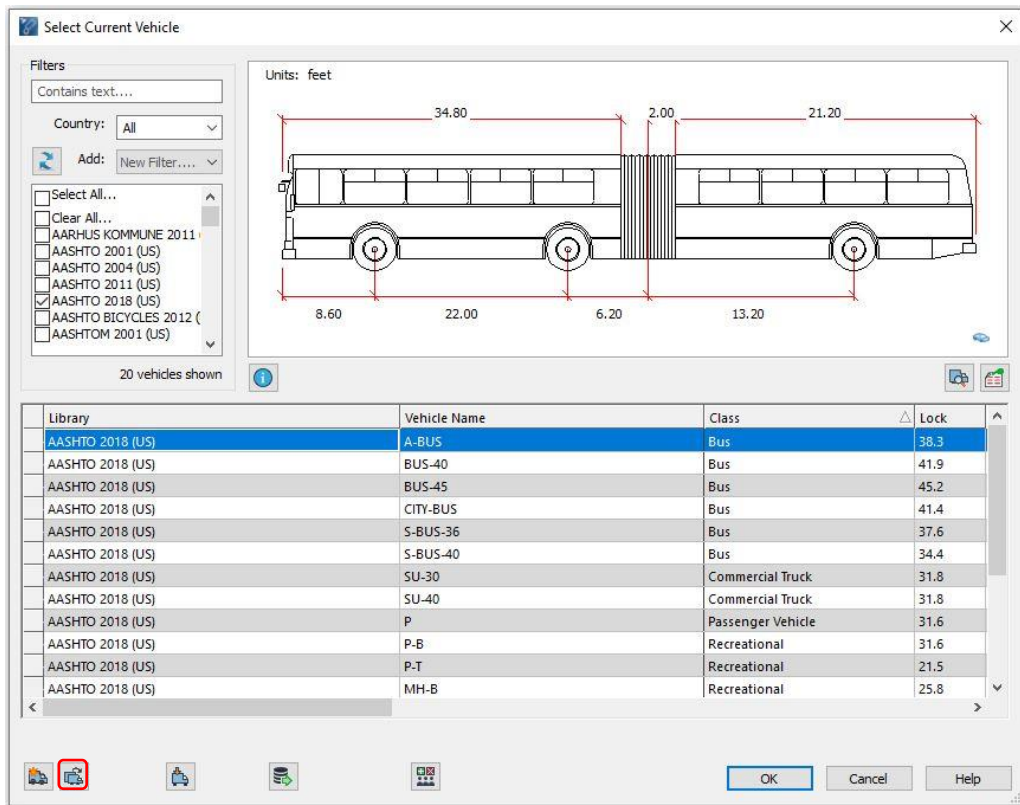 Select Current Vehicle
Filters
Contains text....
Country: All
Add: New Filter....
Select All...
Clear All...
AARHUS KOMMUNE 2011
AASHTO 2001 (US)
AASHTO 2004 (US)
AASHTO 2011 (US)
AASHTO 2018 (US)
AASHTO BICYCLES 2012 (
AASHTOM 2001 (US)
20 vehicles shown
Units: feet
34.80 2.00 21.20
8.60 22.00 6.20 13.20
Library Vehicle Name Class Lock
AASHTO 2018 (US) A-BUS Bus 38.3
AASHTO 2018 (US) BUS-40 Bus 41.9
AASHTO 2018 (US) BUS-45 Bus 45.2
AASHTO 2018 (US) CITY-BUS Bus 41.4
AASHTO 2018 (US) S-BUS-36 Bus 37.6
AASHTO 2018 (US) S-BUS-40 Bus 34.4
AASHTO 2018 (US) SU-30 Commercial Truck 31.8
AASHTO 2018 (US) SU-40 Commercial Truck 31.8
AASHTO 2018 (US) P Passenger Vehicle 31.6
AASHTO 2018 (US) P-B Recreational 31.6
AASHTO 2018 (US) P-T Recreational 21.5
AASHTO 2018 (US) MH-B Recreational 25.8
OK Cancel Help